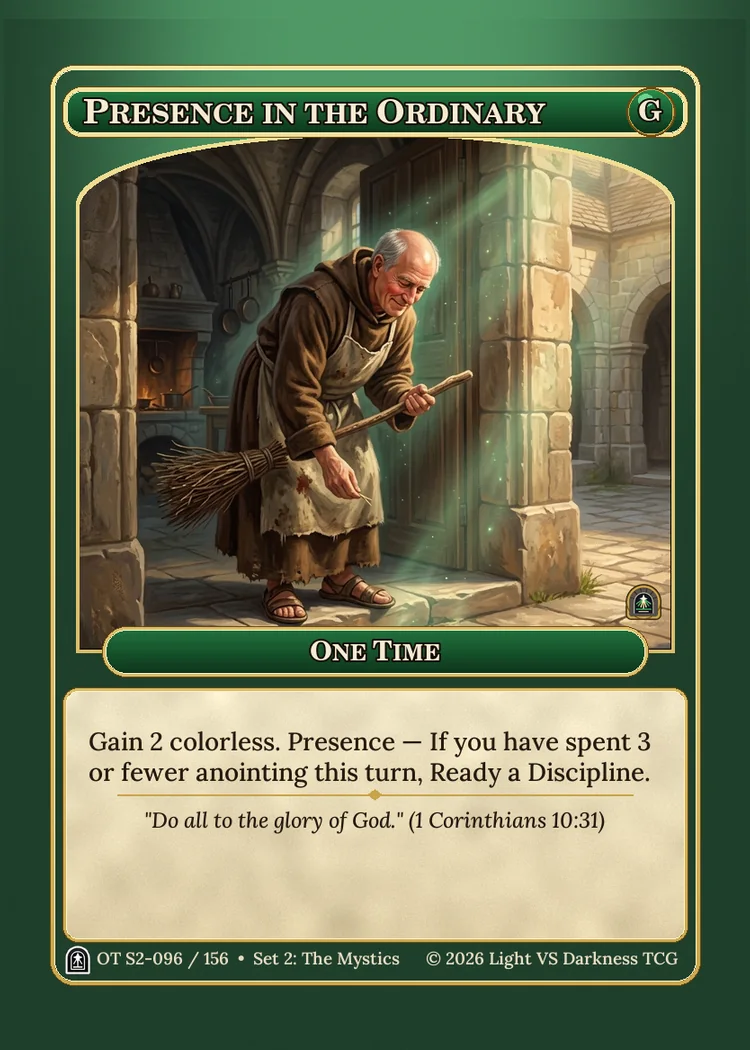 Presence in the Ordinary
G
One Time
Gain 2 colorless. Presence — If you have spent 3
or fewer anointing this turn, Ready a Discipline.
"Do all to the glory of God." (1 Corinthians 10:31)
OT S2-096 / 156 • Set 2: The Mystics © 2026 Light VS Darkness TCG